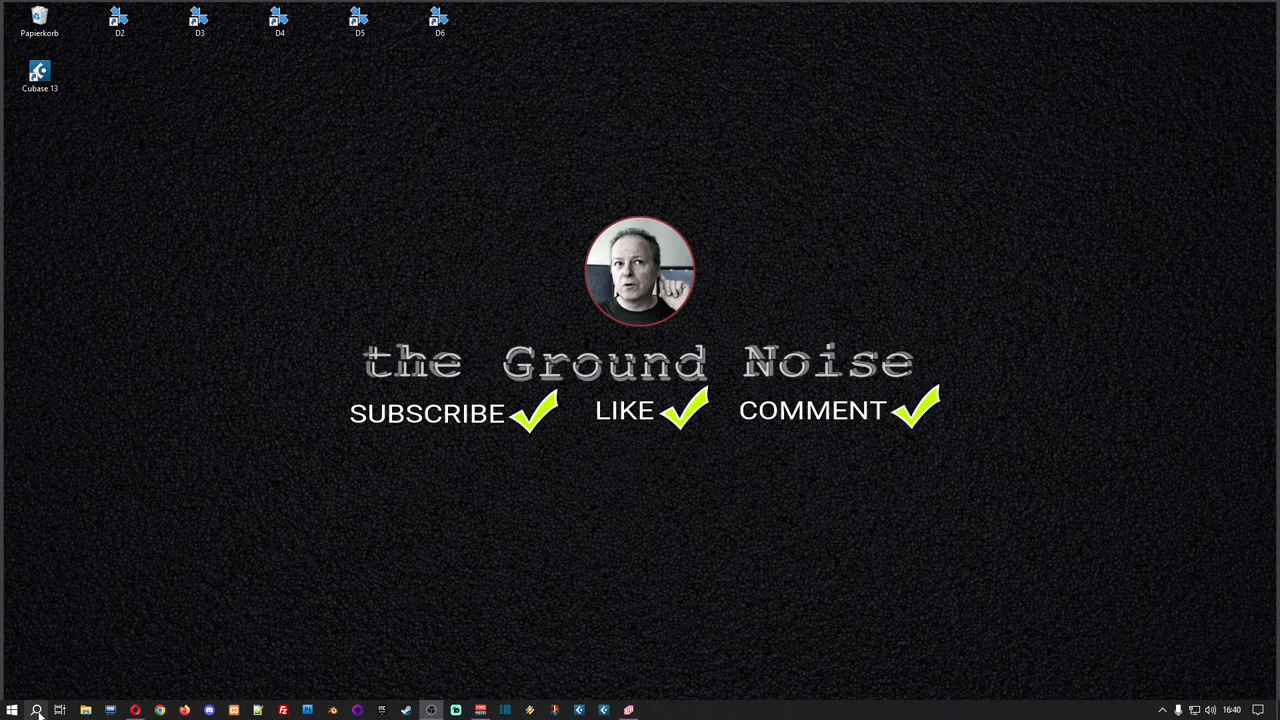 Papierkorb
D2
D3
D4
D5
D6
Cubase 13
the Ground Noise
SUBSCRIBE
LIKE
COMMENT
16:40